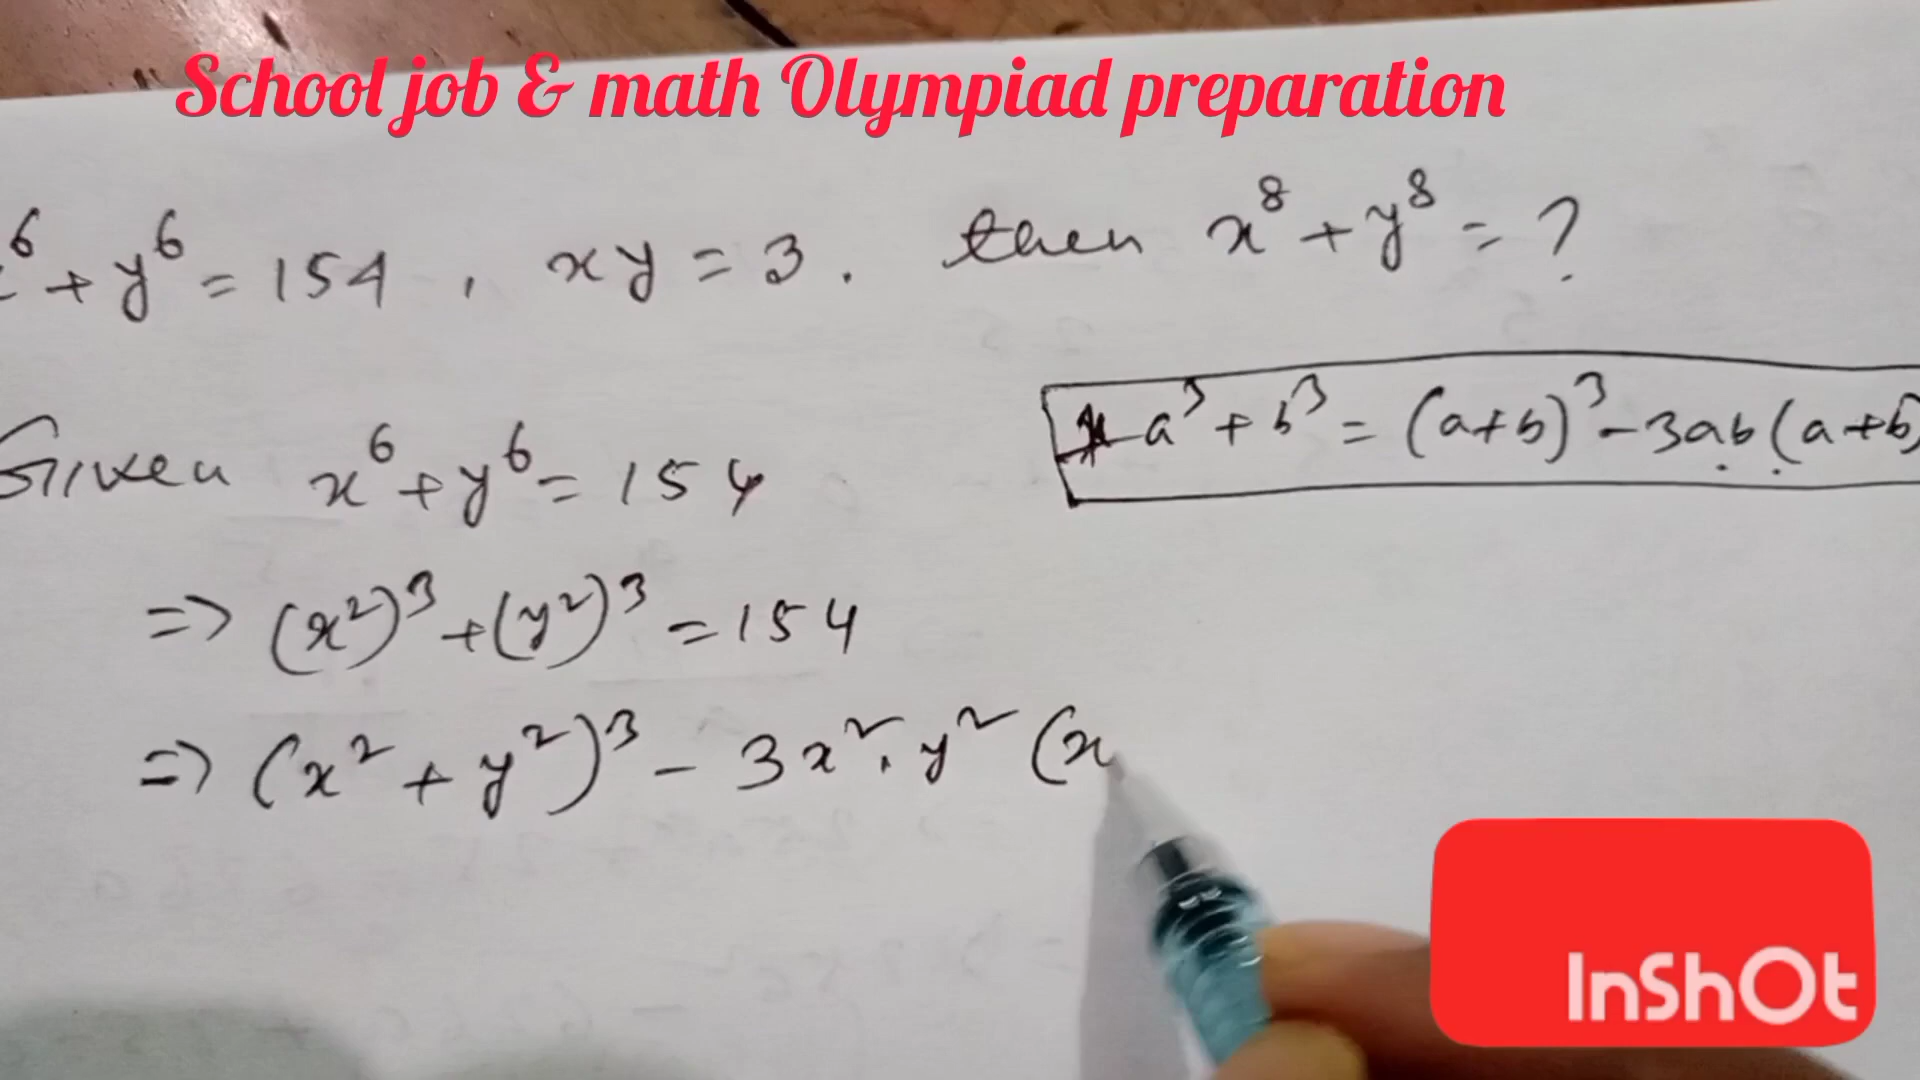 School job & math Olympiad preparation
⁶ + y⁶ = 154 , xy = 3 . then x⁸ + y⁸ = ?
a³ + b³ = (a+b)³ - 3ab (a+b)
Given x⁶ + y⁶ = 154
=> (x²)³ + (y²)³ = 154
=> (x² + y²)³ - 3x² . y² (x
InShOt